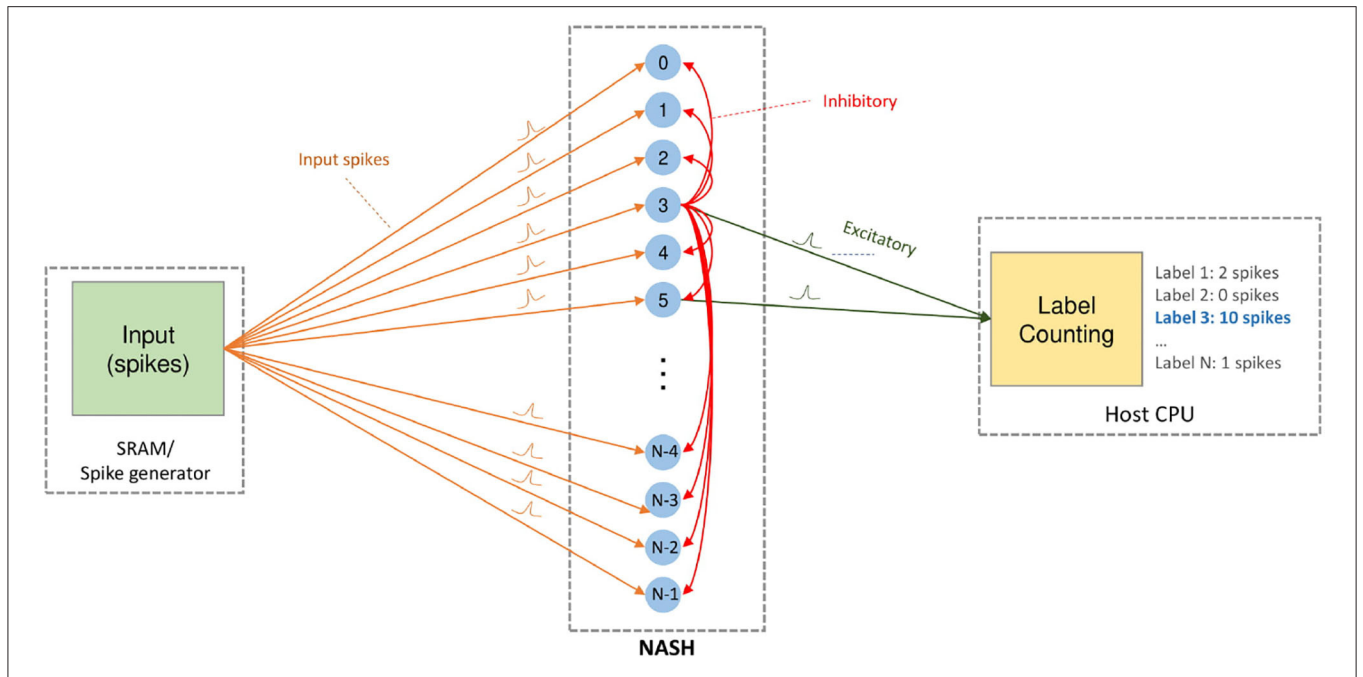 Input spikes
Input
(spikes)
SRAM/
Spike generator
0
1
2
3
4
5
N-4
N-3
N-2
N-1
NASH
Inhibitory
Excitatory
Label
Counting
Label 1: 2 spikes
Label 2: 0 spikes
Label 3: 10 spikes
...
Label N: 1 spikes
Host CPU